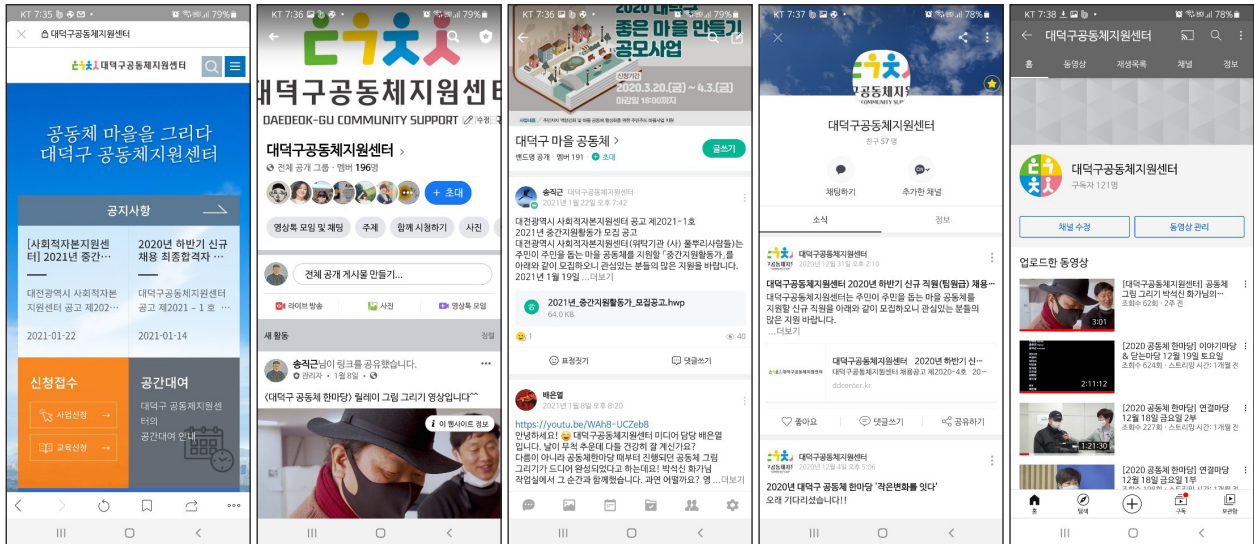 KT 7:35
79%
대덕구공동체지원센터
대덕구공동체지원센터
공동체 마을을 그리다
대덕구 공동체지원센터
공지사항
[사회적자본지원센
터] 2021년 중간…
대전광역시 사회적자본
지원센터 공고 제202…
2021-01-22
2020년 하반기 신규
채용 최종합격자 …
대덕구공동체지원센터
공고 제2021 – 1 호 …
2021-01-14
신청접수
사업신청 →
교육신청 →
공간대여
대덕구 공동체지원센
터의
공간대여 안내
KT 7:36
79%
대덕구공동체지원센터
DAEDEOK-GU COMMUNITY SUPPORT
수정
대덕구공동체지원센터 >
전체 공개 그룹 · 멤버 196명
+ 초대
영상톡 모임 및 채팅
주제
함께 시청하기
사진
전체 공개 게시물 만들기...
라이브 방송
사진
영상톡 모임
새 활동
정렬
송직근님이 링크를 공유했습니다.
관리자 · 1월 8일 ·
<대덕구 공동체 한마당> 릴레이 그림 그리기 영상입니다^^
i 이 웹사이트 정보
KT 7:36
79%
2020 대덕구
좋은 마을 만들기
공모사업
신청기간
2020.3.20.(금) ~ 4.3.(금)
마감일 18:00까지
대덕구 마을 공동체 >
밴드명 공개 · 멤버 191 · 초대
글쓰기
송직근 대덕구공동체지원센터
2021년 1월 22일 오후 7:42
대전광역시 사회적자본지원센터 공고 제2021-1호
2021년 중간지원활동가 모집 공고
대전광역시 사회적자본지원센터(위탁기관 (사) 풀뿌리사람들)는
주민이 주민을 돕는 마을 공동체를 지원할 「중간지원활동가」를
아래와 같이 모집하오니 관심있는 분들의 많은 지원을 바랍니다.
2021년 1월 19일 ...더보기
2021년_중간지원활동가_모집공고.hwp
64.0 KB
1
40
표정짓기
댓글쓰기
배은열
2021년 1월 8일 오후 8:20
https://youtu.be/WAh8-UCZeb8
안녕하세요! 대덕구공동체지원센터 미디어 담당 배은열
입니다. 날이 무척 추운데 다들 건강히 잘 계신가요?
다름이 아니라 공동체한마당 때부터 진행되던 공동체 그림
그리기가 드디어 완성되었다고 하는데요! 박석신 화가님
작업실에서 그 순간과 함께했습니다. 과연 어떨까요? 영 ...더보기
KT 7:37
78%
대덕구공동체지원센터
친구 57 명
채팅하기
추가한 채널
소식
정보
대덕구공동체지원센터
2020년 12월 31일 오후 2:10
대덕구공동체지원센터 2020년 하반기 신규 직원(팀원급) 채용…
대덕구공동체지원센터는 주민이 주민을 돕는 마을 공동체를
지원할 신규 직원을 아래와 같이 모집하오니 관심있는 분들의
많은 지원 바랍니다.
...더보기
대덕구공동체지원센터 2020년 하반기 신…
대덕구공동체지원센터 채용공고 제2020-4호 20…
ddcenter.kr
좋아요
댓글쓰기
공유하기
대덕구공동체지원센터
2020년 12월 4일 오후 5:06
2020년 대덕구 공동체 한마당 '작은변화를 잇다'
오래 기다리셨습니다!!
KT 7:38
78%
대덕구공동체지원센터
홈
동영상
재생목록
채널
정보
대덕구공동체지원센터
구독자 121명
채널 수정
동영상 관리
업로드한 동영상
[대덕구공동체지원센터] 공동체
그림 그리기 박석신 화가님의…
조회수 62회 · 2주 전
3:01
[2020 공동체 한마당] 이야기마당
& 닫는마당 12월 19일 토요일
조회수 624회 · 스트리밍 시간: 1개월 전
2:11:12
[2020 공동체 한마당] 연결마당
12월 18일 금요일 2부
조회수 227회 · 스트리밍 시간: 1개월 전
1:21:30
[2020 공동체 한마당] 연결마당
12월 18일 금요일 1부
홈
탐색
구독
보관함